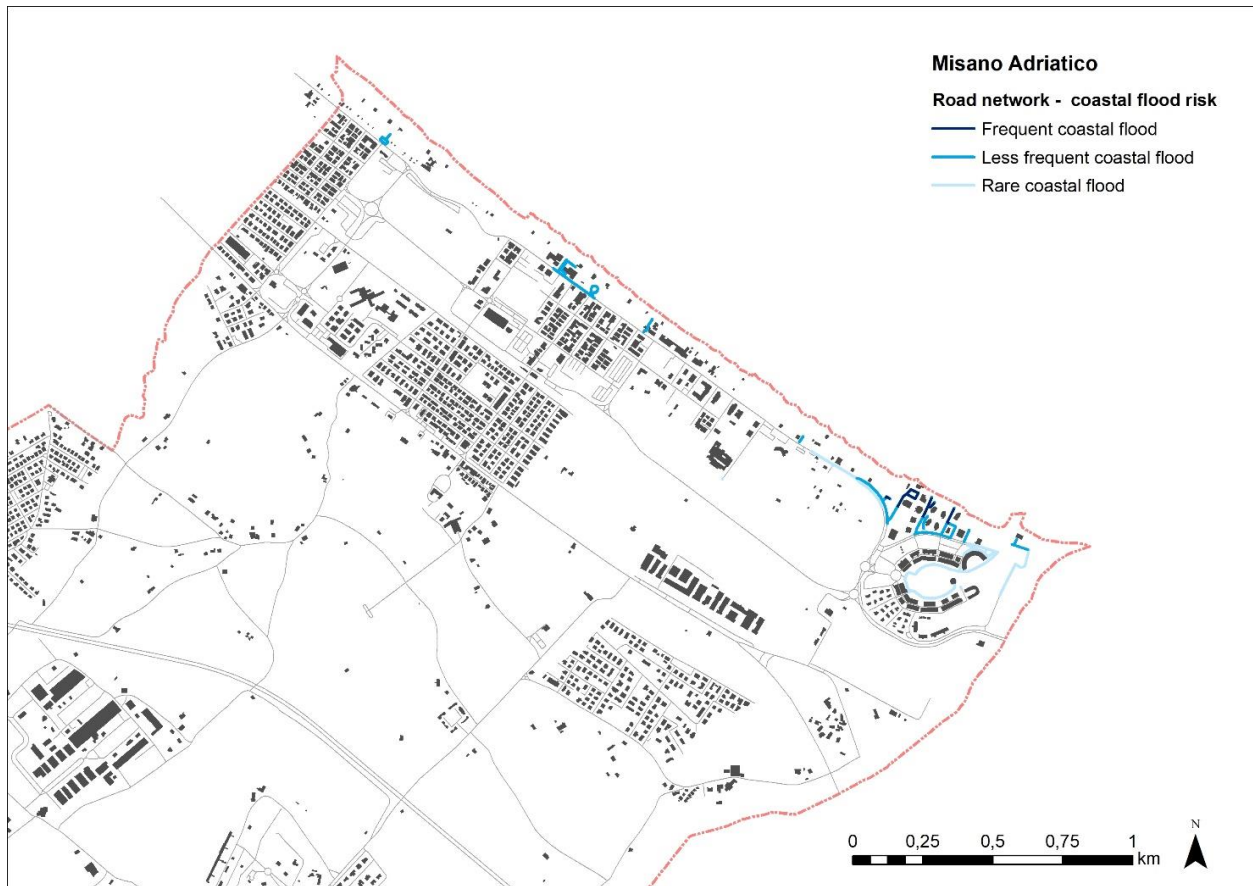 Misano Adriatico
Road network - coastal flood risk
Frequent coastal flood
Less frequent coastal flood
Rare coastal flood
N
0 0,25 0,5 0,75 1
km